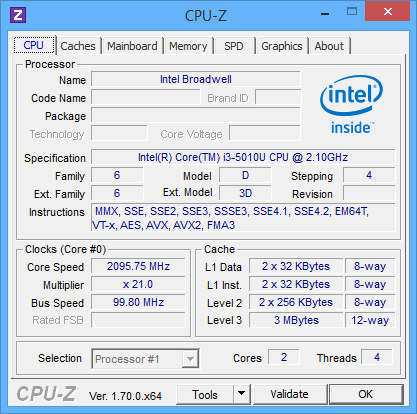 CPU-Z
CPU Caches Mainboard Memory SPD Graphics About
Processor
Name Intel Broadwell
Code Name Brand ID
Package
Technology Core Voltage
intel inside™
Specification Intel(R) Core(TM) i3-5010U CPU @ 2.10GHz
Family 6 Model D Stepping 4
Ext. Family 6 Ext. Model 3D Revision
Instructions MMX, SSE, SSE2, SSE3, SSSE3, SSE4.1, SSE4.2, EM64T,
VT-x, AES, AVX, AVX2, FMA3
Clocks (Core #0)
Core Speed 2095.75 MHz
Multiplier x 21.0
Bus Speed 99.80 MHz
Rated FSB
Cache
L1 Data 2 x 32 KBytes 8-way
L1 Inst. 2 x 32 KBytes 8-way
Level 2 2 x 256 KBytes 8-way
Level 3 3 MBytes 12-way
Selection Processor #1 Cores 2 Threads 4
CPU-Z Ver. 1.70.0.x64 Tools Validate OK